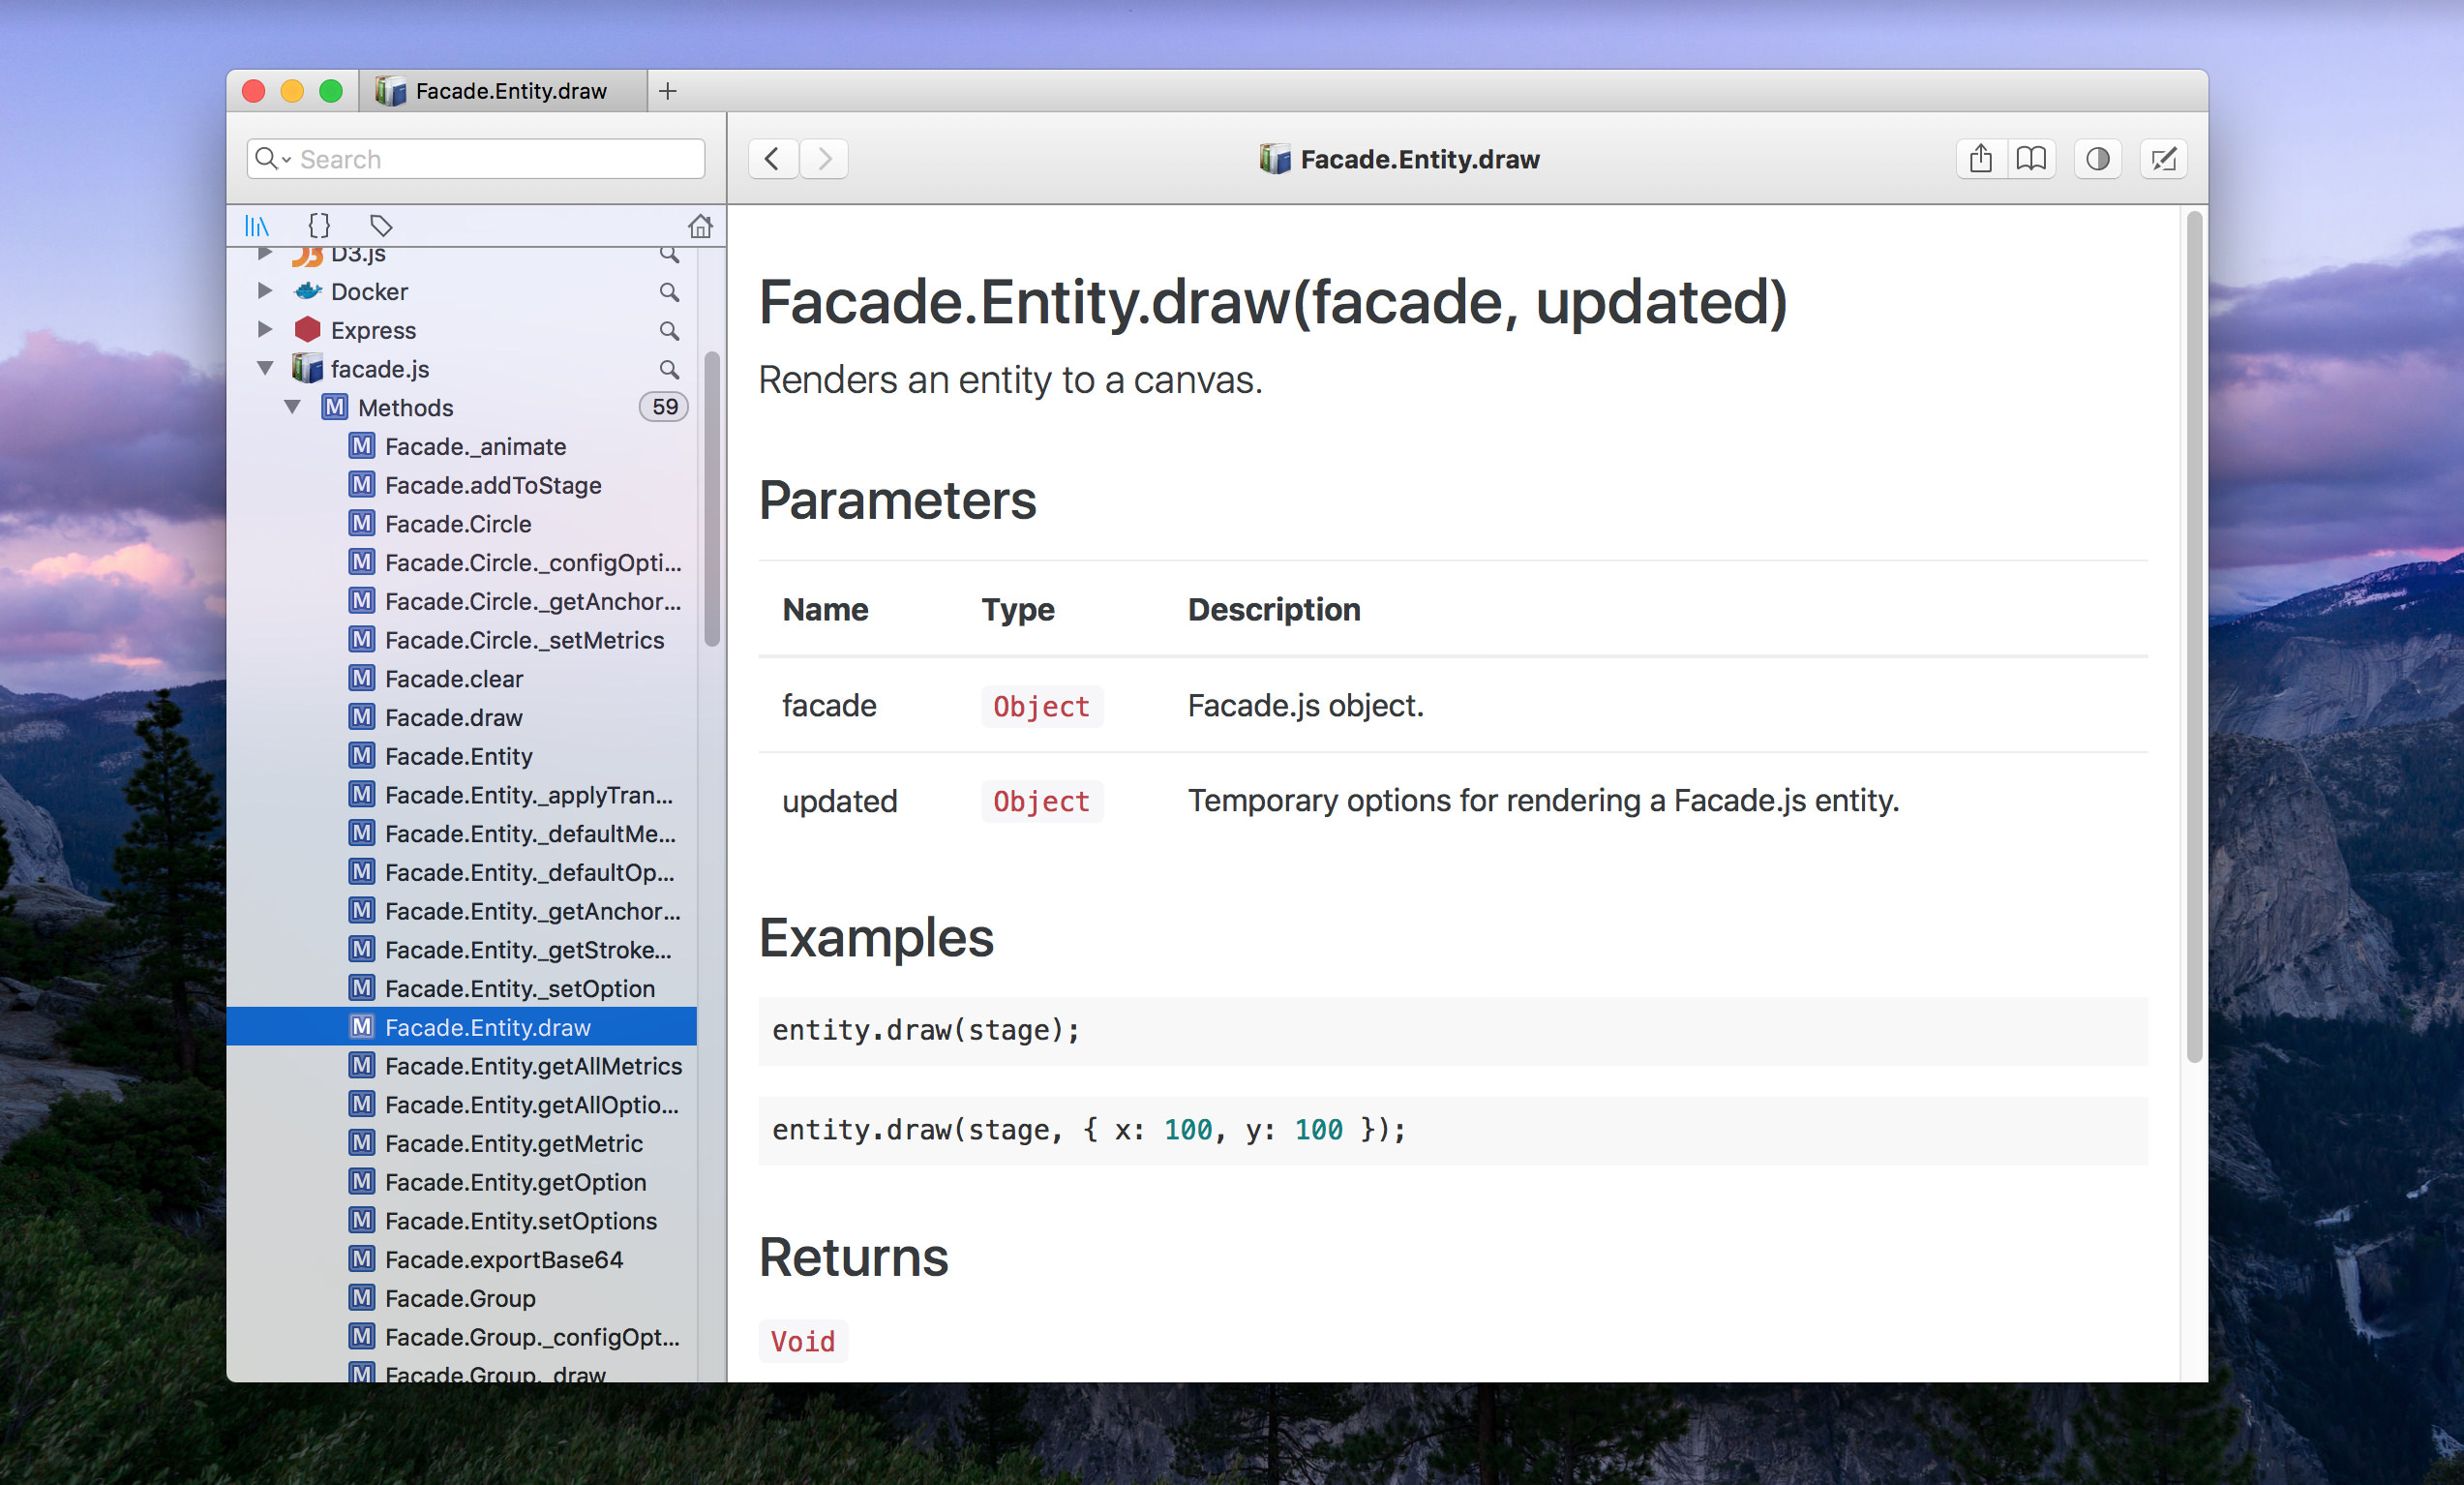 Facade.Entity.draw
Search
Facade.Entity.draw
D3.js
Docker
Express
facade.js
M Methods 59
M Facade._animate
M Facade.addToStage
M Facade.Circle
M Facade.Circle._configOpti...
M Facade.Circle._getAnchor...
M Facade.Circle._setMetrics
M Facade.clear
M Facade.draw
M Facade.Entity
M Facade.Entity._applyTran...
M Facade.Entity._defaultMe...
M Facade.Entity._defaultOp...
M Facade.Entity._getAnchor...
M Facade.Entity._getStroke...
M Facade.Entity._setOption
M Facade.Entity.draw
M Facade.Entity.getAllMetrics
M Facade.Entity.getAllOptio...
M Facade.Entity.getMetric
M Facade.Entity.getOption
M Facade.Entity.setOptions
M Facade.exportBase64
M Facade.Group
M Facade.Group._configOpt...
M Facade.Group._draw
Facade.Entity.draw(facade, updated)
Renders an entity to a canvas.
Parameters
Name Type Description
facade Object Facade.js object.
updated Object Temporary options for rendering a Facade.js entity.
Examples
entity.draw(stage);
entity.draw(stage, { x: 100, y: 100 });
Returns
Void